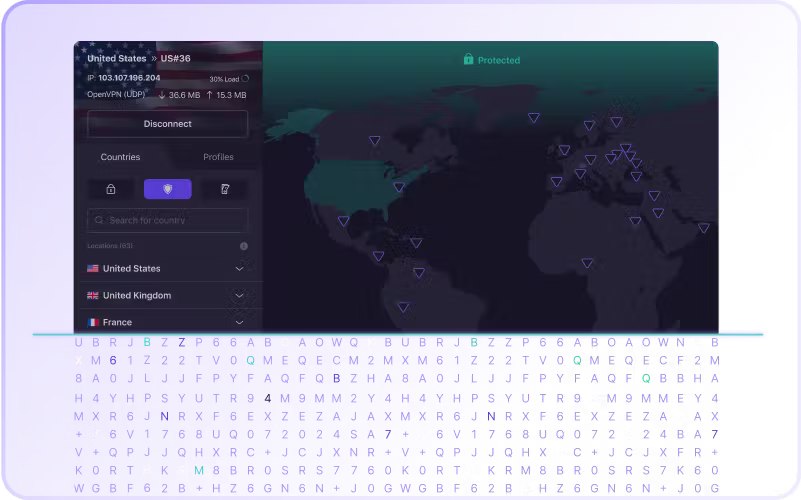 United States » US#36
IP: 103.107.196.204
30% Load
OpenVPN (UDP) ↓ 36.6 MB ↑ 15.3 MB
Disconnect
Countries Profiles
Search for country
Locations (63)
United States
United Kingdom
France
Protected
U B R J B Z Z P 6 6 A B A O W Q B U B R J B Z Z P 6 6 A B O A O W N B
X M 6 1 Z 2 2 T V 0 Q M E Q E C M 2 M X M 6 1 Z 2 2 T V 0 Q M E Q E C F 2 M
8 A 0 J L J J F P Y F A Q F Q B Z H A 8 A 0 J L J J F P Y F A Q F Q B B H A
H 4 Y H P S Y U T R 9 4 M 9 M M 2 Y 4 H 4 Y H P S Y U T R 9 M 9 M M E Y 4
M X R 6 J N R X F 6 E X Z E Z A J A X M X R 6 J N R X F 6 E X Z E Z A A X
+ 6 V 1 7 6 8 U Q 0 7 2 0 2 4 S A 7 + 6 V 1 7 6 8 U Q 0 7 2 2 4 B A 7
V + Q P J J Q H X R C + J C J X N R + V + Q P J J Q H X C + J C J X F R +
K 0 R T K M 8 B R 0 S R S 7 7 6 0 K 0 R T K R M 8 B R 0 S R S 7 K 6 0
W G B F 6 2 B + H Z 6 G N 6 N + J 0 G W G B F 6 2 B H Z 6 G N 6 N + J 0 G